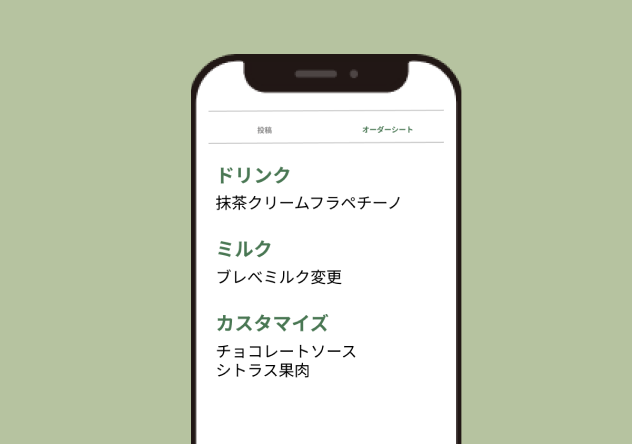 投稿
オーダーシート
ドリンク
抹茶クリームフラペチーノ
ミルク
ブレベミルク変更
カスタマイズ
チョコレートソース
シトラス果肉